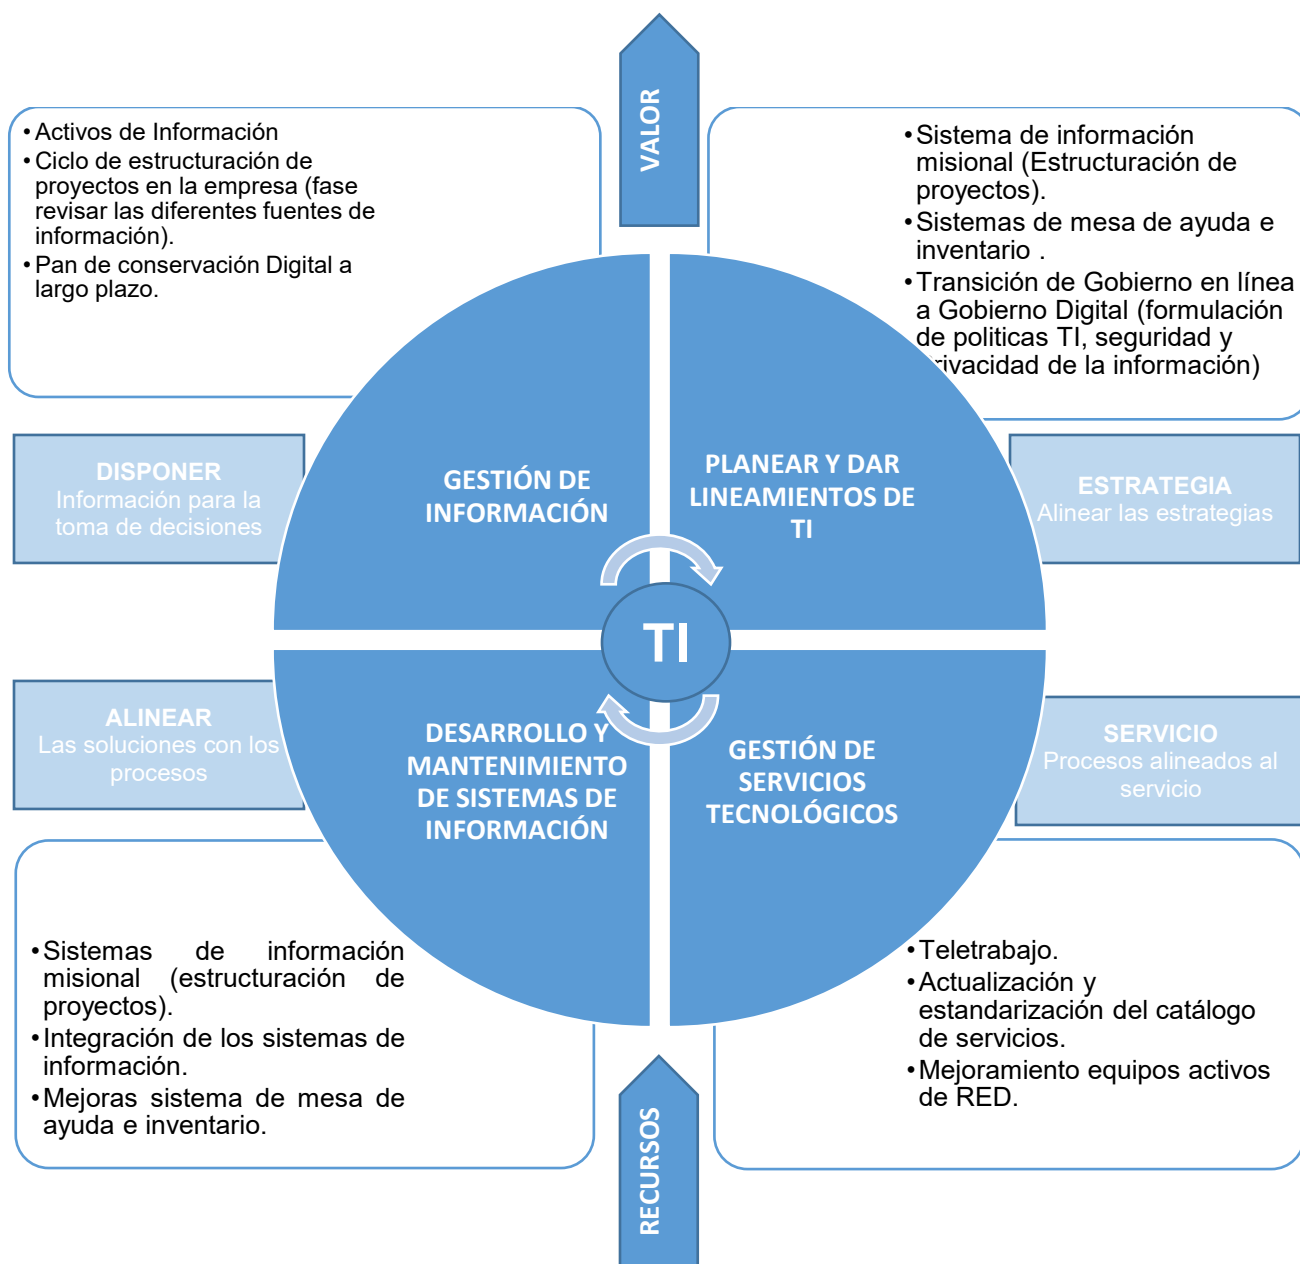 VALOR
• Activos de Información
• Ciclo de estructuración de
proyectos en la empresa (fase
revisar las diferentes fuentes de
información).
• Pan de conservación Digital a
largo plazo.
• Sistema de información
misional (Estructuración de
proyectos).
• Sistemas de mesa de ayuda e
inventario .
• Transición de Gobierno en línea
a Gobierno Digital (formulación
de politicas TI, seguridad y
rivacidad de la información)
DISPONER
Información para la
toma de decisiones
GESTIÓN DE
INFORMACIÓN
PLANEAR Y DAR
LINEAMIENTOS DE
TI
ESTRATEGIA
Alinear las estrategias
TI
ALINEAR
Las soluciones con los
procesos
DESARROLLO Y
MANTENIMIENTO
DE SISTEMAS DE
INFORMACIÓN
GESTIÓN DE
SERVICIOS
TECNOLÓGICOS
SERVICIO
Procesos alineados al
servicio
• Sistemas de información
misional (estructuración de
proyectos).
• Integración de los sistemas de
información.
• Mejoras sistema de mesa de
ayuda e inventario.
• Teletrabajo.
• Actualización y
estandarización del catálogo
de servicios.
• Mejoramiento equipos activos
de RED.
RECURSOS